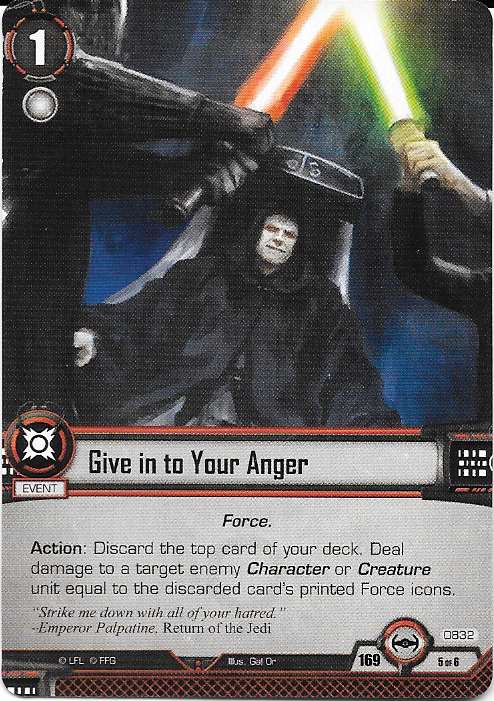 1
Give in to Your Anger
EVENT
Force.
Action: Discard the top card of your deck. Deal
damage to a target enemy Character or Creature
unit equal to the discarded card's printed Force icons.
"Strike me down with all of your hatred."
-Emperor Palpatine, Return of the Jedi
0832
© LFL © FFG
Illus. Gal Or
169
5 OF 6